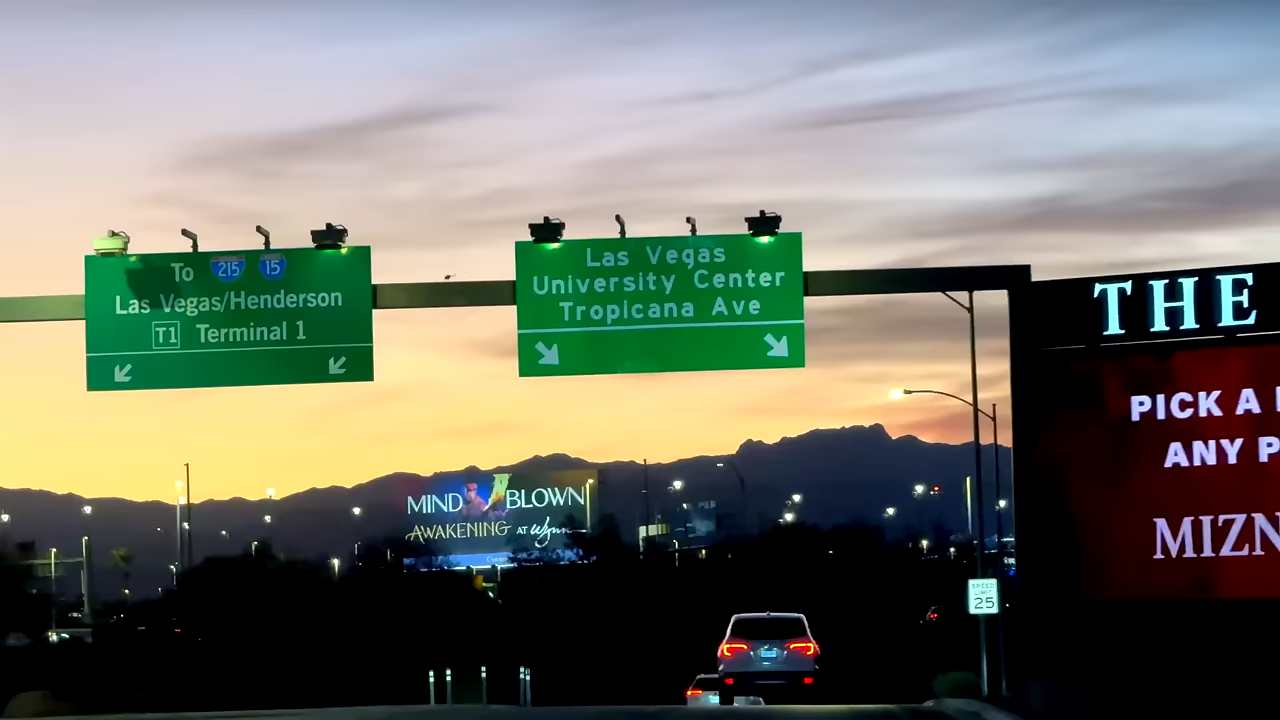 To 215 15
Las Vegas/Henderson
T1 Terminal 1
Las Vegas
University Center
Tropicana Ave
THE
PICK A
ANY
MIZN
MIND BLOWN
AWAKENING AT Wynn
SPEED
LIMIT
25